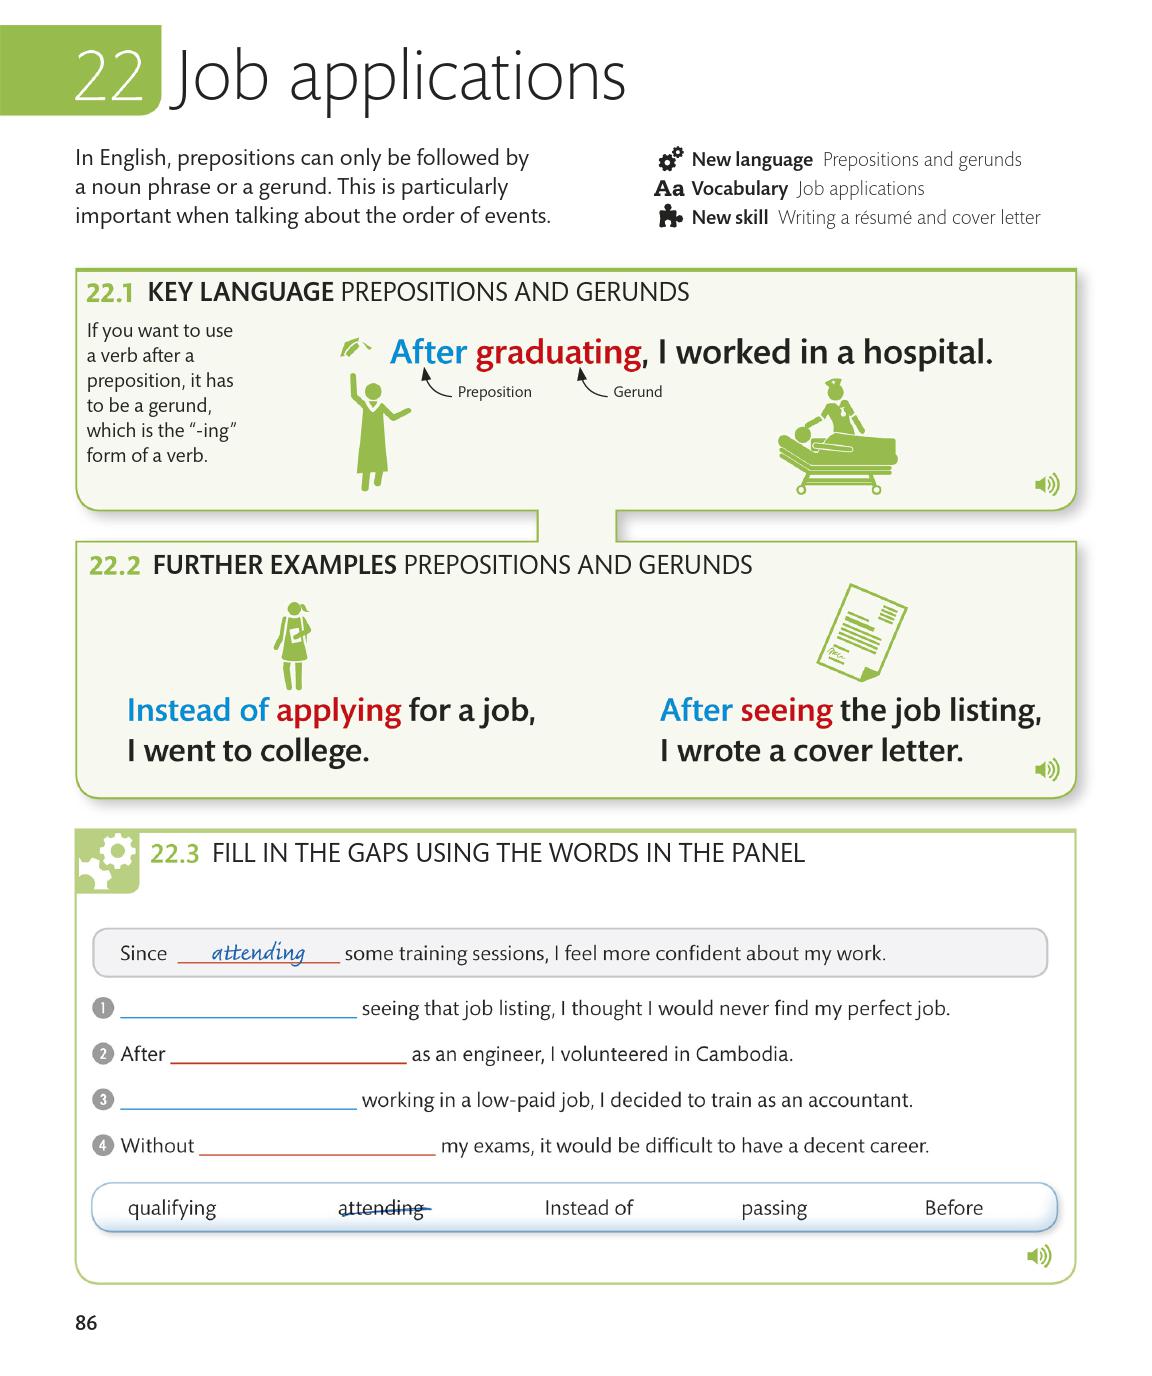 22 Job applications
In English, prepositions can only be followed by
a noun phrase or a gerund. This is particularly
important when talking about the order of events.
New language Prepositions and gerunds
Aa Vocabulary Job applications
New skill Writing a résumé and cover letter
22.1 KEY LANGUAGE PREPOSITIONS AND GERUNDS
If you want to use
a verb after a
preposition, it has
to be a gerund,
which is the “-ing”
form of a verb.
After graduating, I worked in a hospital.
Preposition
Gerund
22.2 FURTHER EXAMPLES PREPOSITIONS AND GERUNDS
Instead of applying for a job,
I went to college.
After seeing the job listing,
I wrote a cover letter.
22.3 FILL IN THE GAPS USING THE WORDS IN THE PANEL
Since attending some training sessions, I feel more confident about my work.
1 seeing that job listing, I thought I would never find my perfect job.
2 After as an engineer, I volunteered in Cambodia.
3 working in a low-paid job, I decided to train as an accountant.
4 Without my exams, it would be difficult to have a decent career.
qualifying attending Instead of passing Before
86